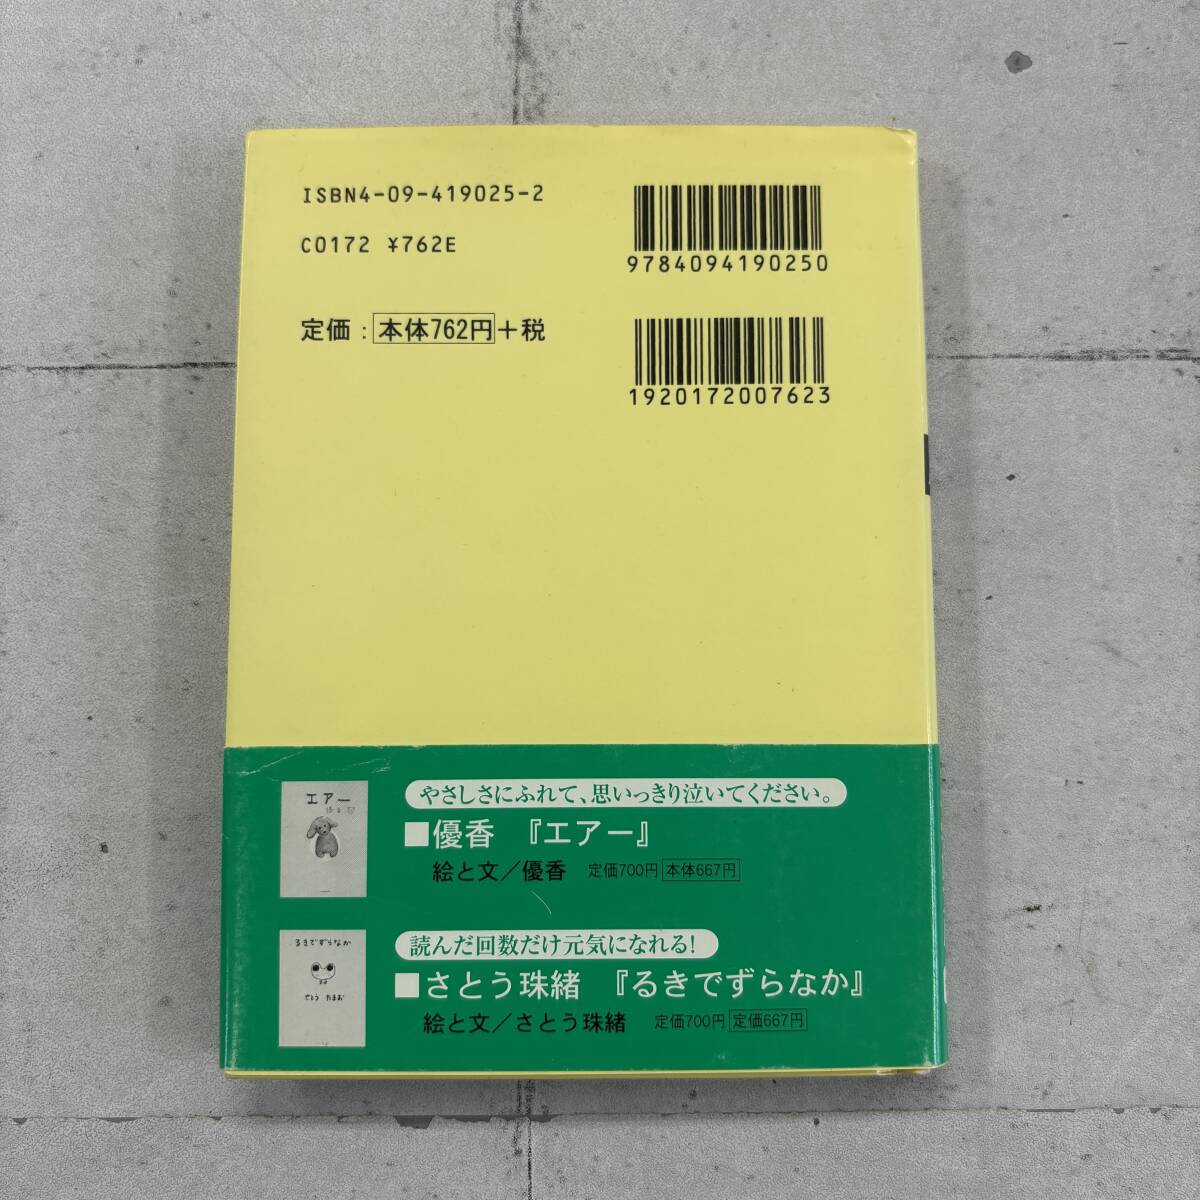 ISBN4-09-419025-2
C0172 ¥762E
9784094190250
定価：本体762円+税
1920172007623
エアー
やさしさにふれて、思いっきり泣いてください。
■優香 『エアー』
絵と文／優香 定価700円 本体667円
るきでずらなか
さとう たまお
読んだ回数だけ元気になれる!
■さとう珠緒 『るきでずらなか』
絵と文／さとう珠緒 定価700円 定価667円